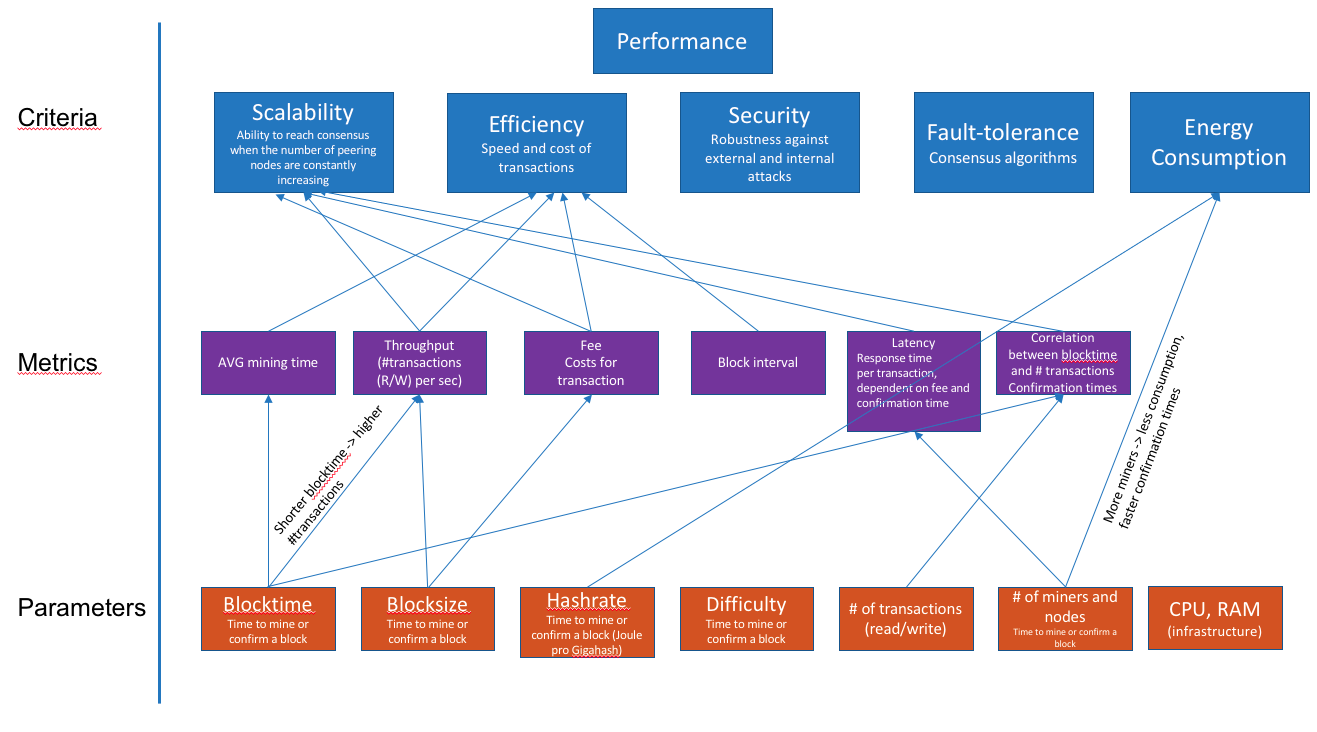 Performance
Criteria
Scalability
Ability to reach consensus
when the number of peering
nodes are constantly
increasing
Efficiency
Speed and cost of
transactions
Security
Robustness against
external and internal
attacks
Fault-tolerance
Consensus algorithms
Energy
Consumption
Metrics
AVG mining time
Throughput
(#transactions
(R/W) per sec)
Fee
Costs for
transaction
Block interval
Latency
Response time
per transaction,
dependent on fee and
confirmation time
Correlation
between blocktime
and # transactions
Confirmation times
Shorter blocktime -> higher
#transactions
More miners -> less consumption,
faster confirmation times
Parameters
Blocktime
Time to mine or
confirm a block
Blocksize
Time to mine or
confirm a block
Hashrate
Time to mine or
confirm a block (Joule
pro Gigahash)
Difficulty
Time to mine or
confirm a block
# of transactions
(read/write)
# of miners and
nodes
Time to mine or confirm a
block
CPU, RAM
(infrastructure)